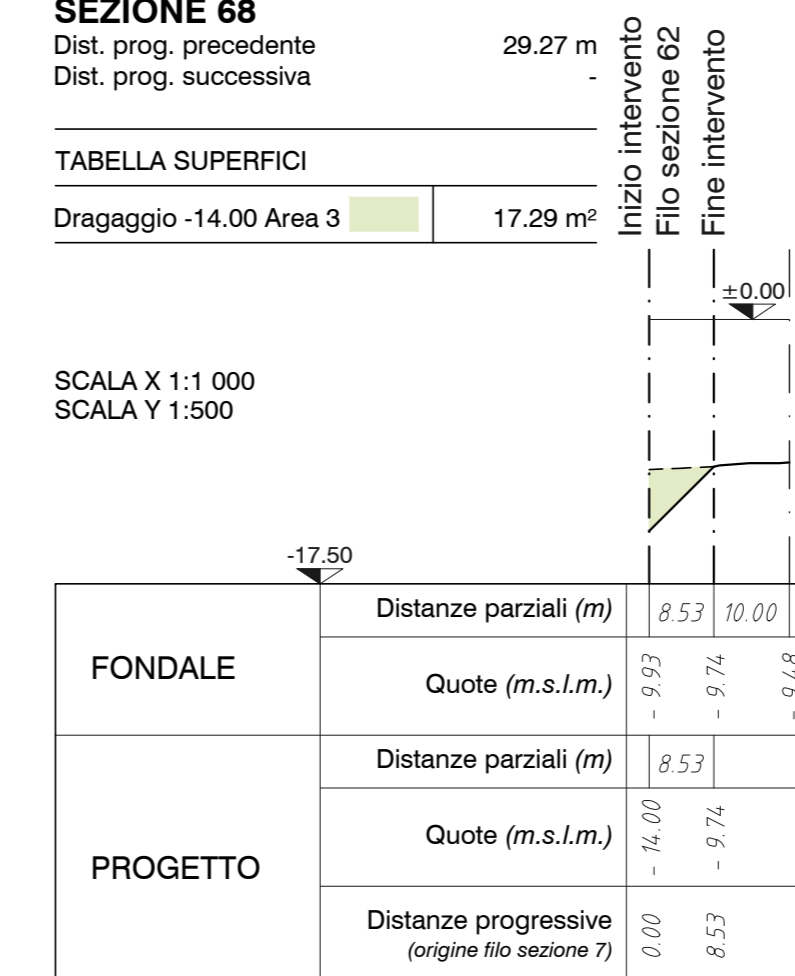 SEZIONE 68
Dist. prog. precedente 29.27 m
Dist. prog. successiva -
TABELLA SUPERFICI
Dragaggio -14.00 Area 3 17.29 m²
Inizio intervento
Filo sezione 62
Fine intervento
±0.00
SCALA X 1:1 000
SCALA Y 1:500
-17.50
FONDALE
Distanze parziali (m) 8.53 10.00
Quote (m.s.l.m.) - 9.93 - 9.74 - 9.48
PROGETTO
Distanze parziali (m) 8.53
Quote (m.s.l.m.) - 14.00 - 9.74
Distanze progressive 0.00 8.53
(origine filo sezione 7)